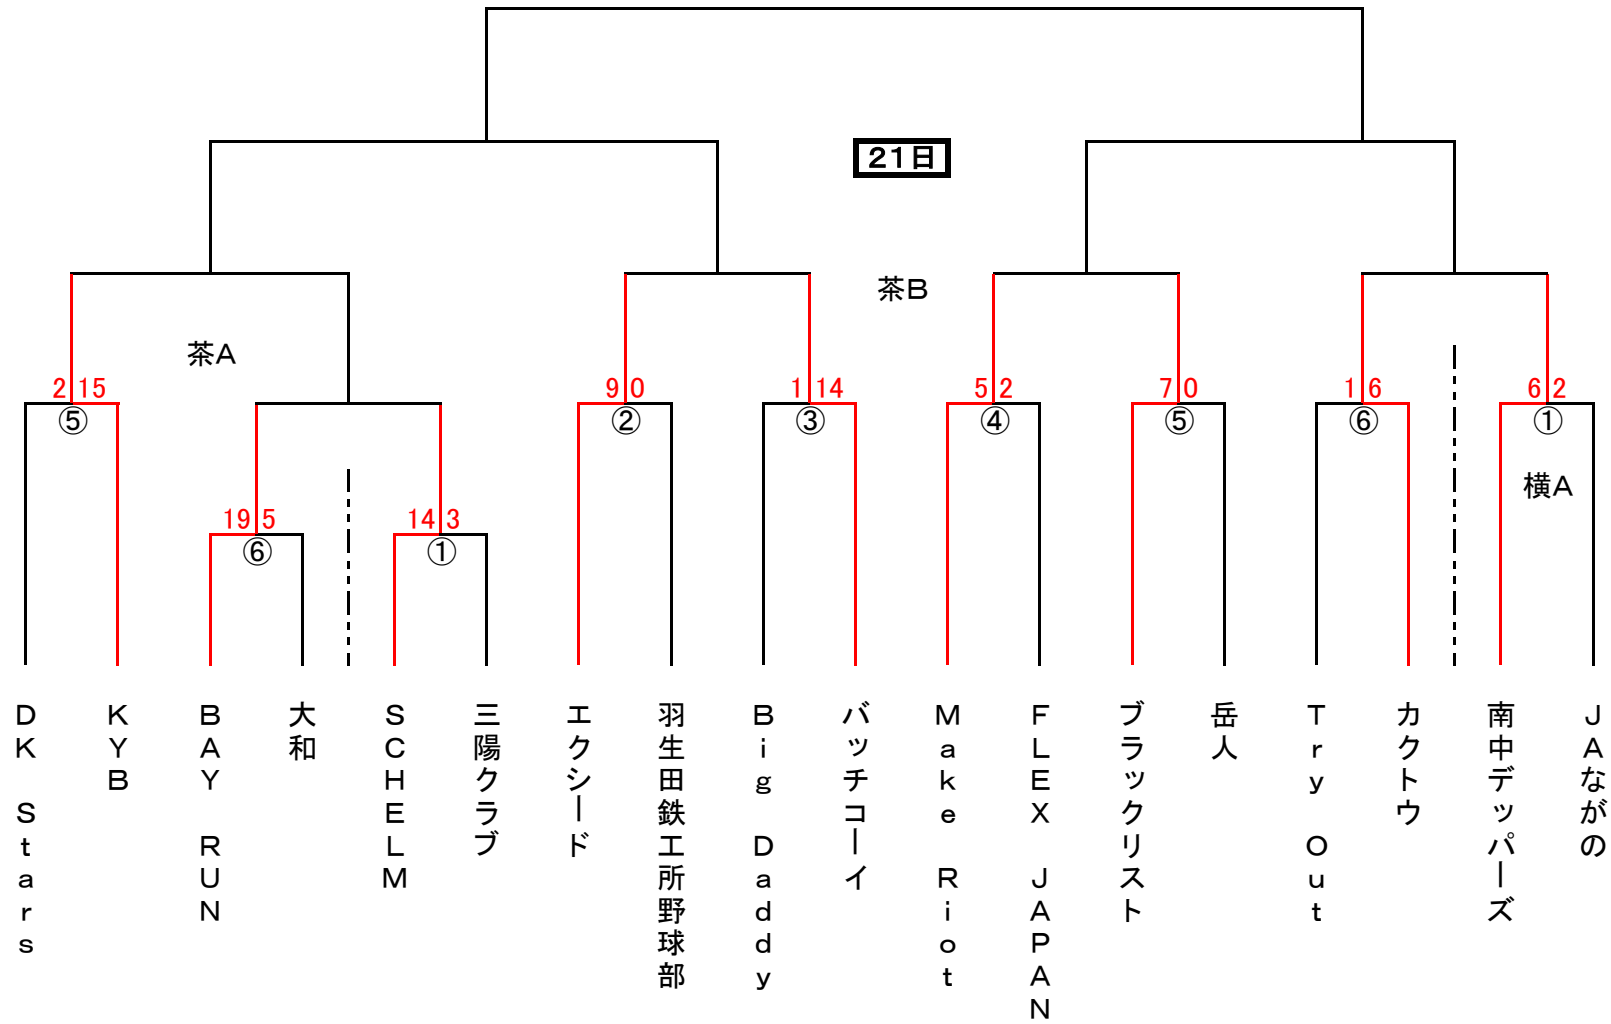 21日
茶B
茶A
2 15
⑤
9 0
②
1 14
③
5 2
④
7 0
⑤
1 6
⑥
6 2
①
横A
19 5
⑥
14 3
①
DK Stars
KYB
BAY RUN
大和
SCHELM
三陽クラブ
エクシード
羽生田鉄工所野球部
Big Daddy
バッチコーイ
Make Riot
FLEX JAPAN
ブラックリスト
岳人
Try Out
カクトウ
南中デッパーズ
JAながの